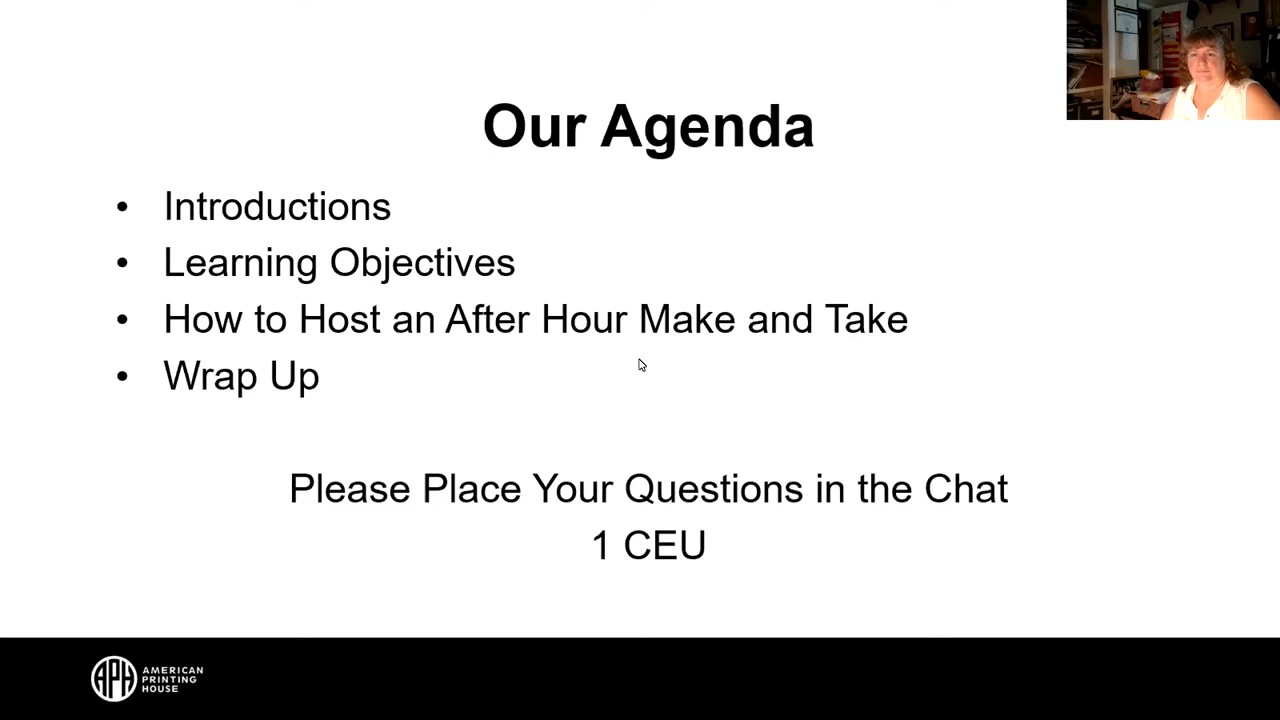 Our Agenda
• Introductions
• Learning Objectives
• How to Host an After Hour Make and Take
• Wrap Up
Please Place Your Questions in the Chat
1 CEU
APH
AMERICAN
PRINTING
HOUSE